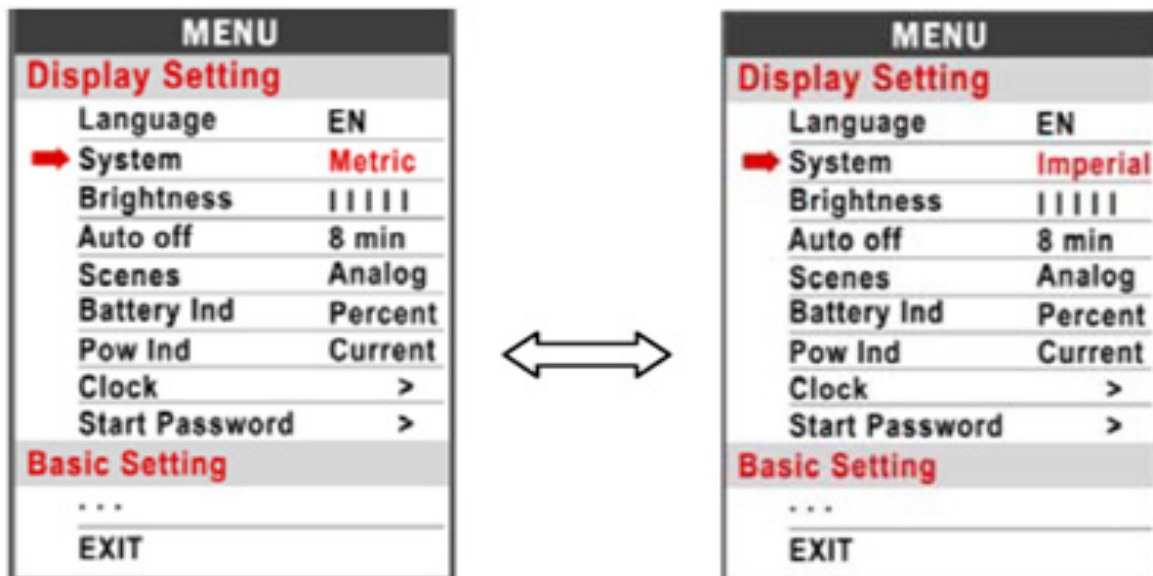 MENU
Display Setting
Language EN
System Metric
Brightness | | | | |
Auto off 8 min
Scenes Analog
Battery Ind Percent
Pow Ind Current
Clock >
Start Password >
Basic Setting
. . .
EXIT
MENU
Display Setting
Language EN
System Imperial
Brightness | | | | |
Auto off 8 min
Scenes Analog
Battery Ind Percent
Pow Ind Current
Clock >
Start Password >
Basic Setting
. . .
EXIT